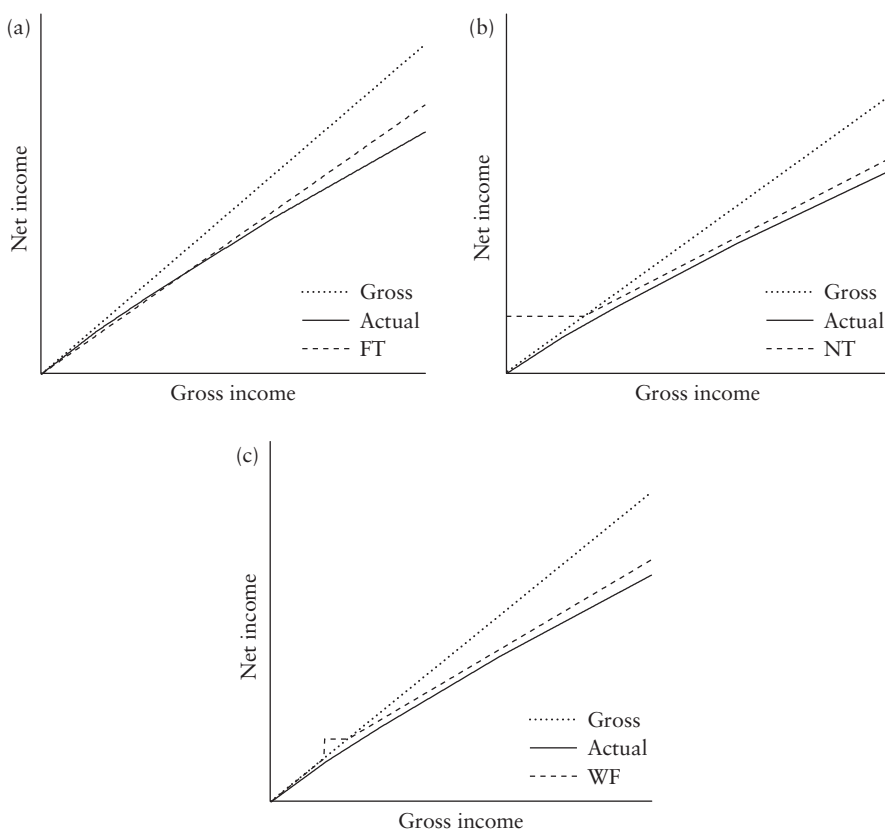 (a)
Net income
Gross
Actual
FT
Gross income
(b)
Net income
Gross
Actual
NT
Gross income
(c)
Net income
Gross
Actual
WF
Gross income